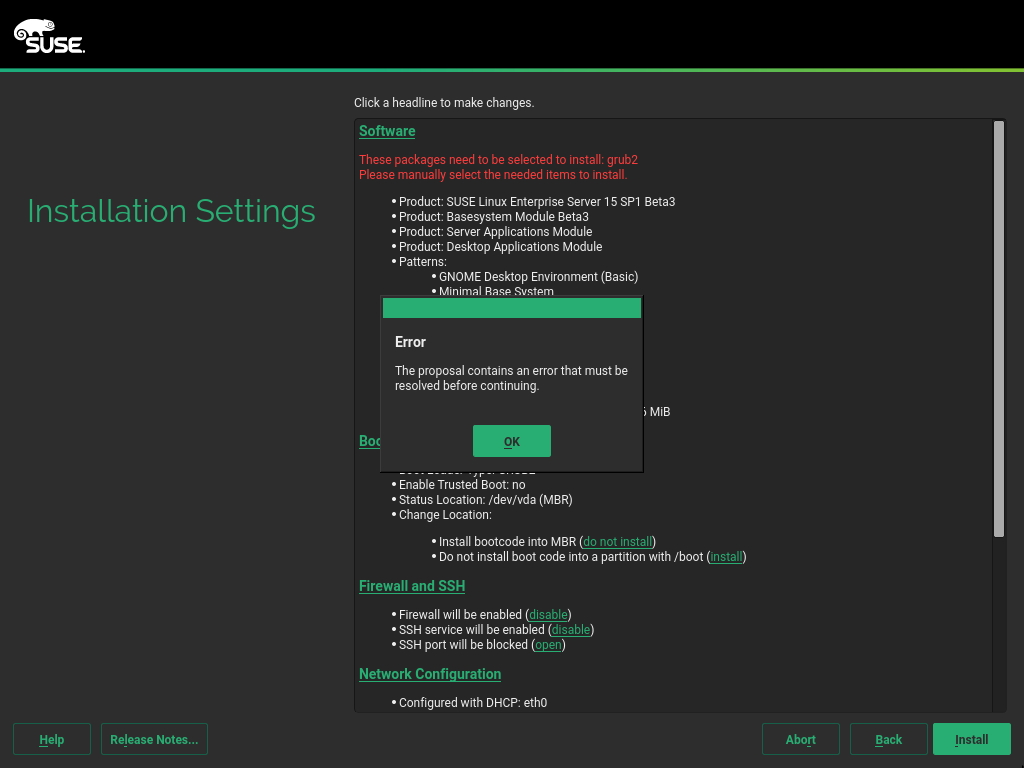 SUSE
Click a headline to make changes.
Installation Settings
Software
These packages need to be selected to install: grub2
Please manually select the needed items to install.
• Product: SUSE Linux Enterprise Server 15 SP1 Beta3
• Product: Basesystem Module Beta3
• Product: Server Applications Module
• Product: Desktop Applications Module
• Patterns:
• GNOME Desktop Environment (Basic)
• Minimal Base System
Error
The proposal contains an error that must be
resolved before continuing.
OK
MiB
• Enable Trusted Boot: no
• Status Location: /dev/vda (MBR)
• Change Location:
• Install bootcode into MBR (do not install)
• Do not install boot code into a partition with /boot (install)
Firewall and SSH
• Firewall will be enabled (disable)
• SSH service will be enabled (disable)
• SSH port will be blocked (open)
Network Configuration
• Configured with DHCP: eth0
Help
Release Notes...
Abort
Back
Install